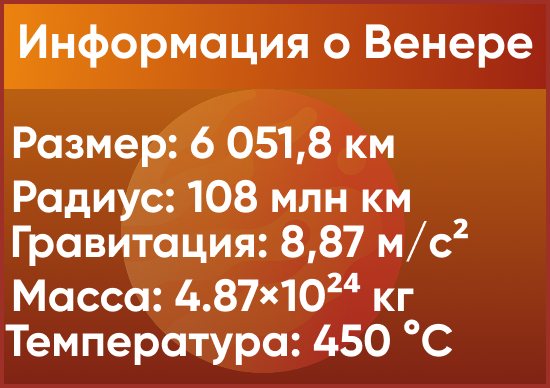 Информация о Венере
Размер: 6 051,8 км
Радиус: 108 млн км
Гравитация: 8,87 м/с²
Масса: 4.87×10²⁴ кг
Температура: 450 °C